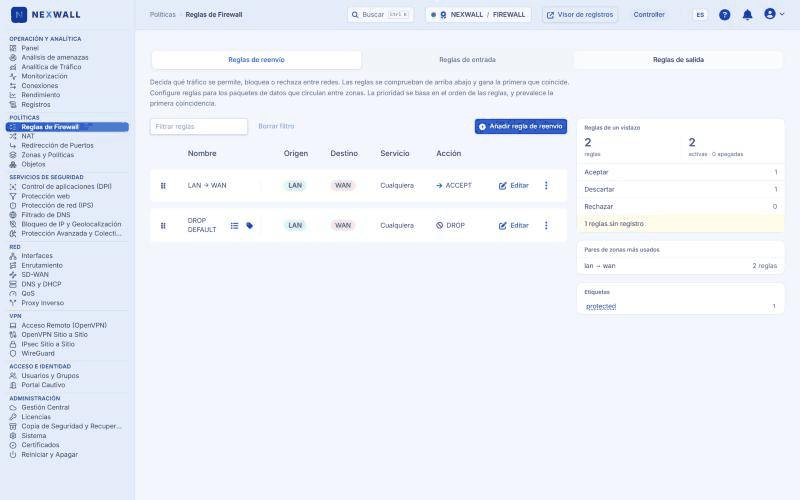 NEXWALL
Políticas Reglas de Firewall
Buscar Ctrl K
NEXWALL / FIREWALL
Visor de registros
Controller
ES
OPERACIÓN Y ANALÍTICA
Panel
Análisis de amenazas
Analítica de Tráfico
Monitorización
Conexiones
Rendimiento
Registros
POLÍTICAS
Reglas de Firewall
NAT
Redirección de Puertos
Zonas y Políticas
Objetos
SERVICIOS DE SEGURIDAD
Control de aplicaciones (DPI)
Protección web
Protección de red (IPS)
Filtrado de DNS
Bloqueo de IP y Geolocalización
Protección Avanzada y Colecti...
RED
Interfaces
Enrutamiento
SD-WAN
DNS y DHCP
QoS
Proxy Inverso
VPN
Acceso Remoto (OpenVPN)
OpenVPN Sitio a Sitio
IPsec Sitio a Sitio
WireGuard
ACCESO E IDENTIDAD
Usuarios y Grupos
Portal Cautivo
ADMINISTRACIÓN
Gestión Central
Licencias
Copia de Seguridad y Recuper...
Sistema
Certificados
Reiniciar y Apagar
Reglas de reenvío
Reglas de entrada
Reglas de salida
Decida qué tráfico se permite, bloquea o rechaza entre redes. Las reglas se comprueban de arriba abajo y gana la primera que coincide.
Configure reglas para los paquetes de datos que circulan entre zonas. La prioridad se basa en el orden de las reglas, y prevalece la
primera coincidencia.
Filtrar reglas
Borrar filtro
Añadir regla de reenvío
Nombre Origen Destino Servicio Acción
LAN → WAN LAN WAN Cualquiera → ACCEPT Editar
DROP
DEFAULT LAN WAN Cualquiera DROP Editar
Reglas de un vistazo
2 2
reglas activas · 0 apagadas
Aceptar 1
Descartar 1
Rechazar 0
1 reglas sin registro
Pares de zonas más usados
lan → wan 2 reglas
Etiquetas
protected 1